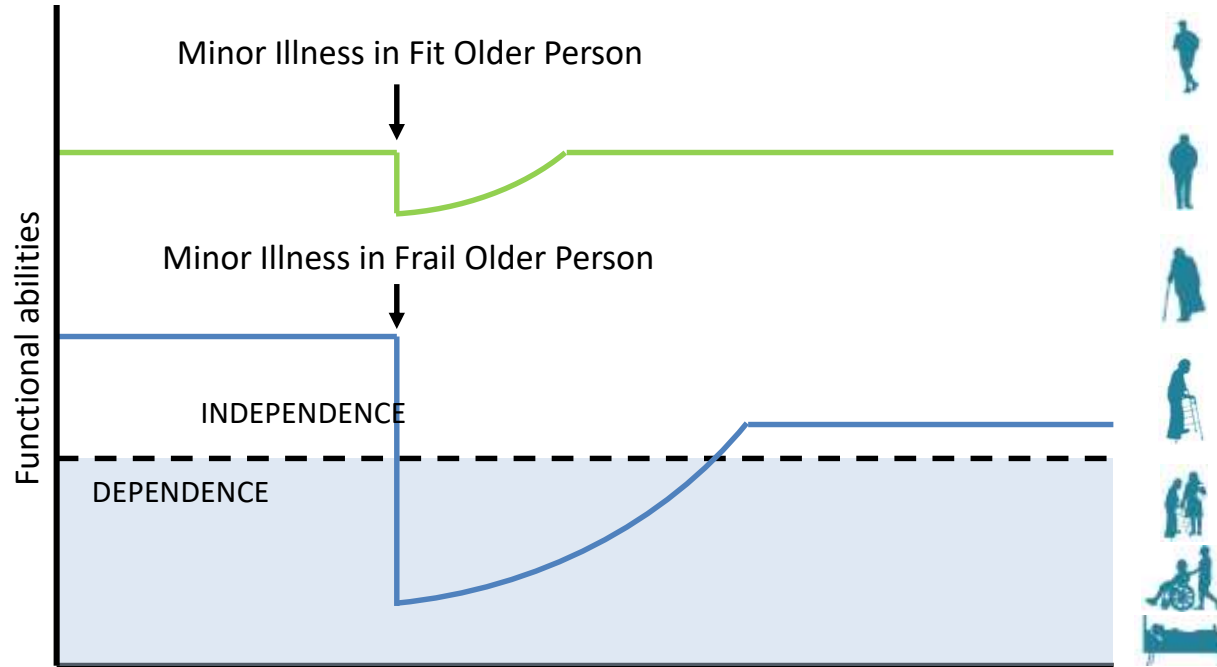 Minor Illness in Fit Older Person
Functional abilities
Minor Illness in Frail Older Person
INDEPENDENCE
DEPENDENCE